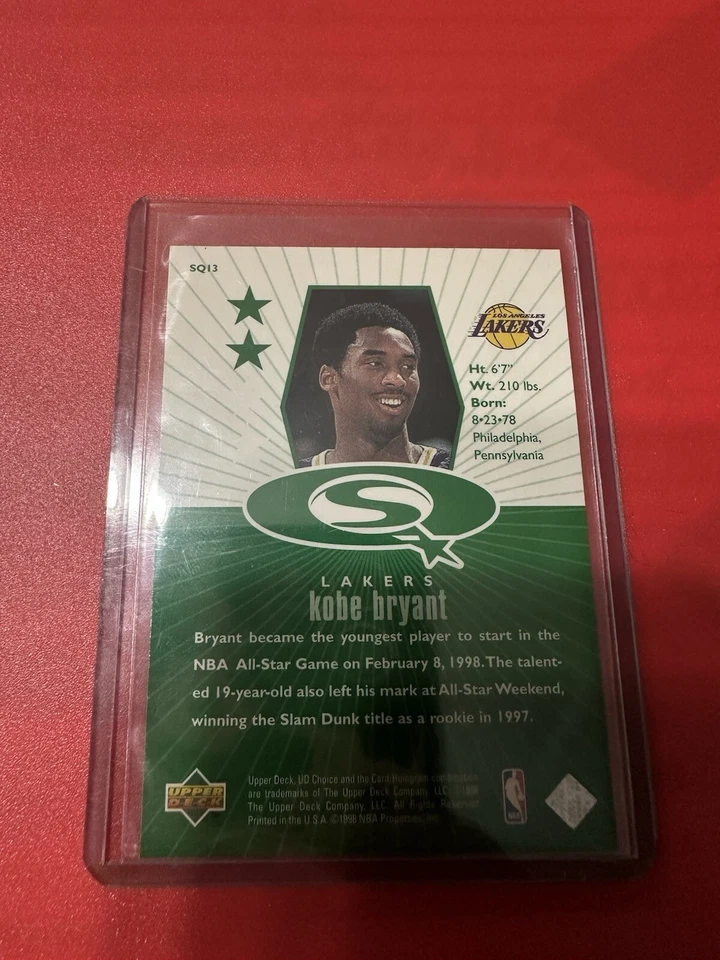 SQ13
LOS ANGELES
LAKERS
Ht. 6'7"
Wt. 210 lbs.
Born:
8•23•78
Philadelphia,
Pennsylvania
SQ
LAKERS
kobe bryant
Bryant became the youngest player to start in the
NBA All-Star Game on February 8, 1998. The talent-
ed 19-year-old also left his mark at All-Star Weekend,
winning the Slam Dunk title as a rookie in 1997.
Upper Deck, UD Choice and the Card/Hologram combination
are trademarks of The Upper Deck Company, LLC. ©1998
The Upper Deck Company, LLC. All Rights Reserved.
Printed in the U.S.A. ©1998 NBA Properties, Inc.
UPPER
DECK
NBA